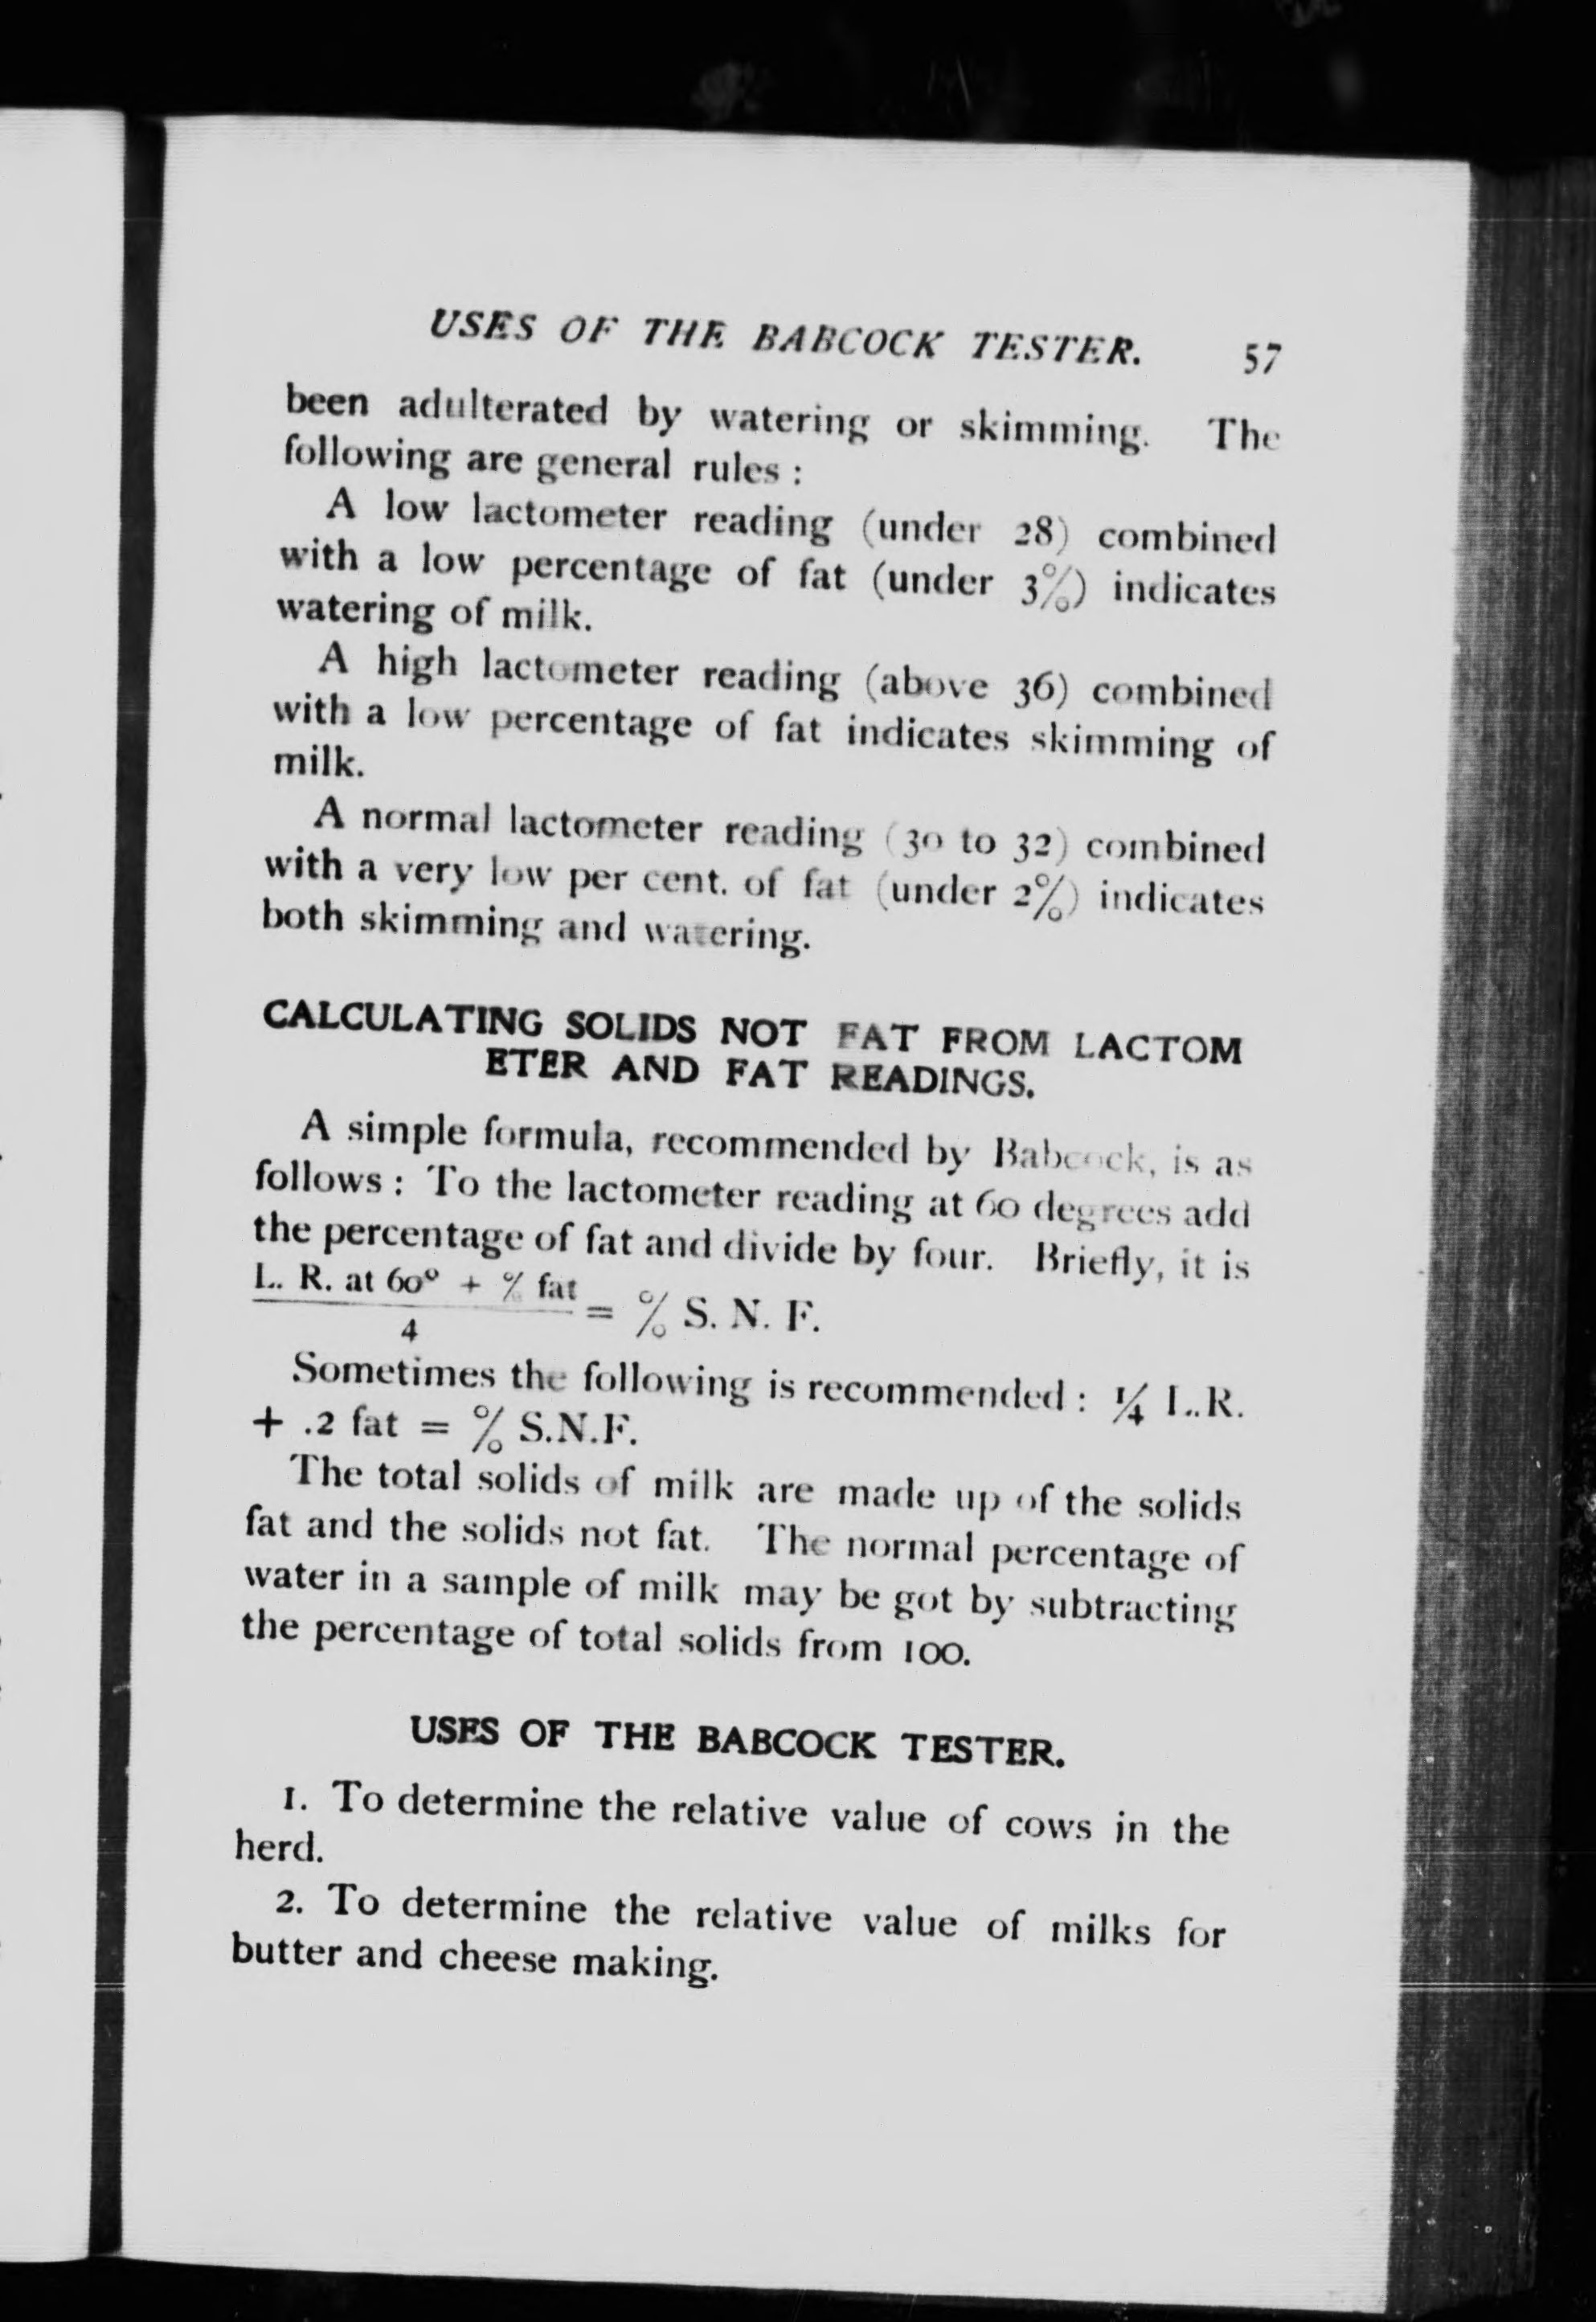 USES OF THE BABCOCK TESTER. 57
been adulterated by watering or skimming. The
following are general rules :
A low lactometer reading (under 28) combined
with a low percentage of fat (under 3%) indicates
watering of milk.
A high lactometer reading (above 36) combined
with a low percentage of fat indicates skimming of
milk.
A normal lactometer reading (30 to 32) combined
with a very low per cent. of fat (under 2%) indicates
both skimming and watering.
CALCULATING SOLIDS NOT FAT FROM LACTOM
ETER AND FAT READINGS.
A simple formula, recommended by Babcock, is as
follows : To the lactometer reading at 60 degrees add
the percentage of fat and divide by four. Briefly, it is
L. R. at 60° + % fat
= % S. N. F.
4
Sometimes the following is recommended : ¼ L.R.
+ .2 fat = % S.N.F.
The total solids of milk are made up of the solids
fat and the solids not fat. The normal percentage of
water in a sample of milk may be got by subtracting
the percentage of total solids from 100.
USES OF THE BABCOCK TESTER.
1. To determine the relative value of cows in the
herd.
2. To determine the relative value of milks for
butter and cheese making.